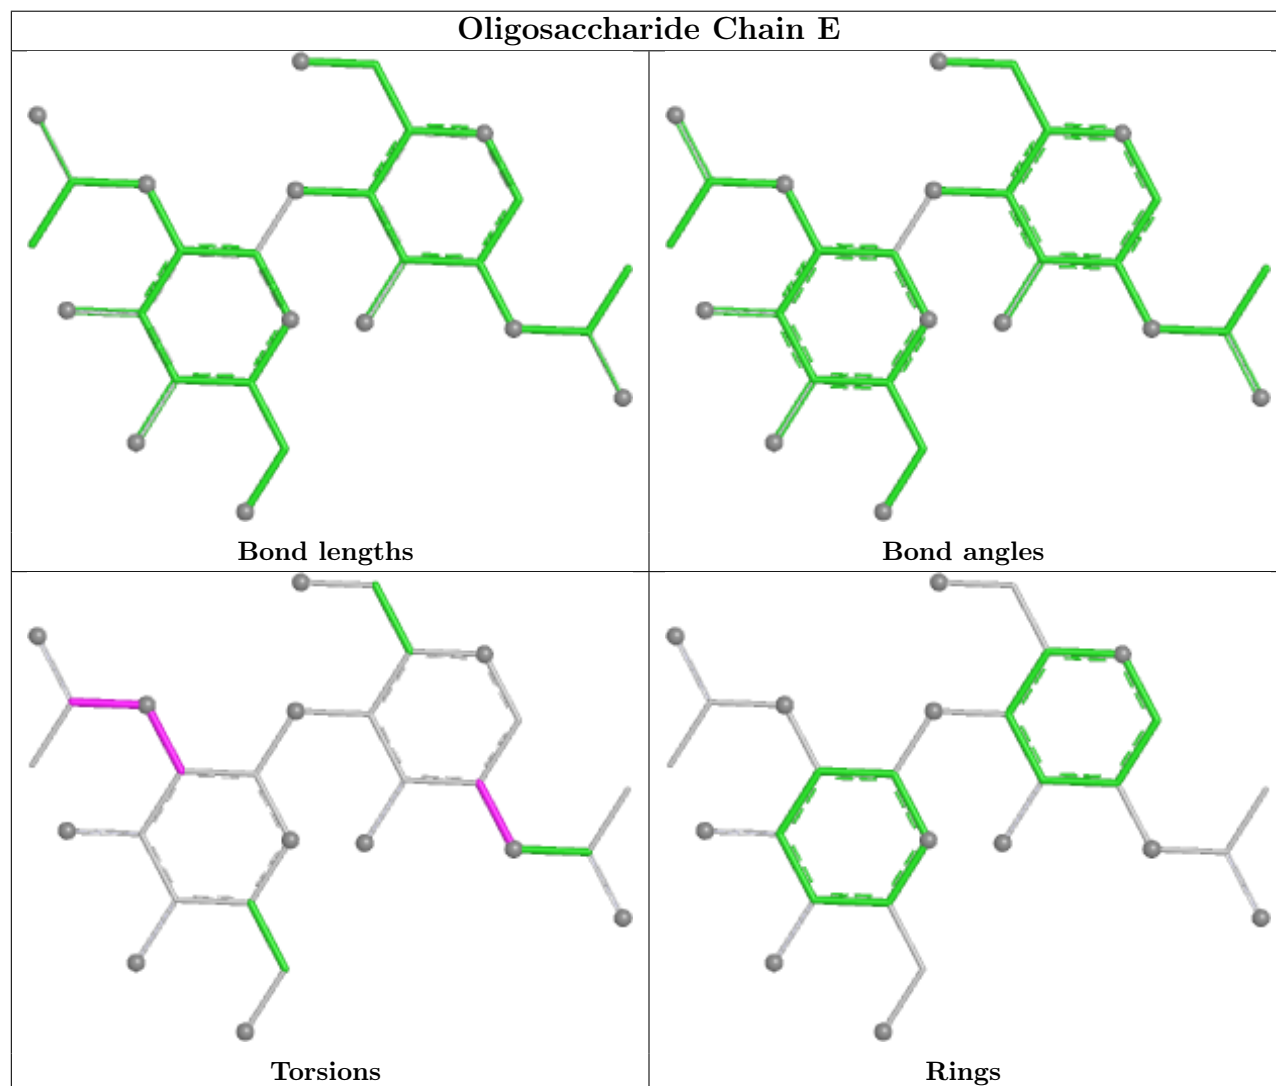 Oligosaccharide Chain E
Bond lengths
Bond angles
Torsions
Rings